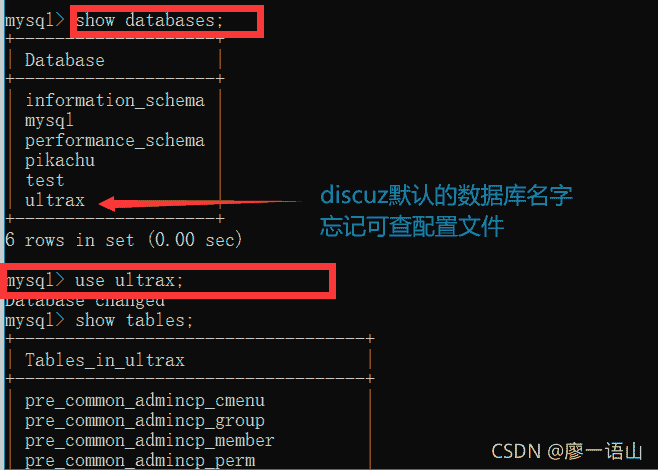 mysql> show databases;
+--------------------+
| Database |
+--------------------+
| information_schema |
| mysql |
| performance_schema |
| pikachu |
| test |
| ultrax |
+--------------------+
discuz默认的数据库名字
忘记可查配置文件
6 rows in set (0.00 sec)
mysql> use ultrax;
Database changed
mysql> show tables;
+-----------------------------------+
| Tables_in_ultrax |
+-----------------------------------+
| pre_common_admincp_cmenu |
| pre_common_admincp_group |
| pre_common_admincp_member |
| pre_common_admincp_perm |
CSDN @廖一语山